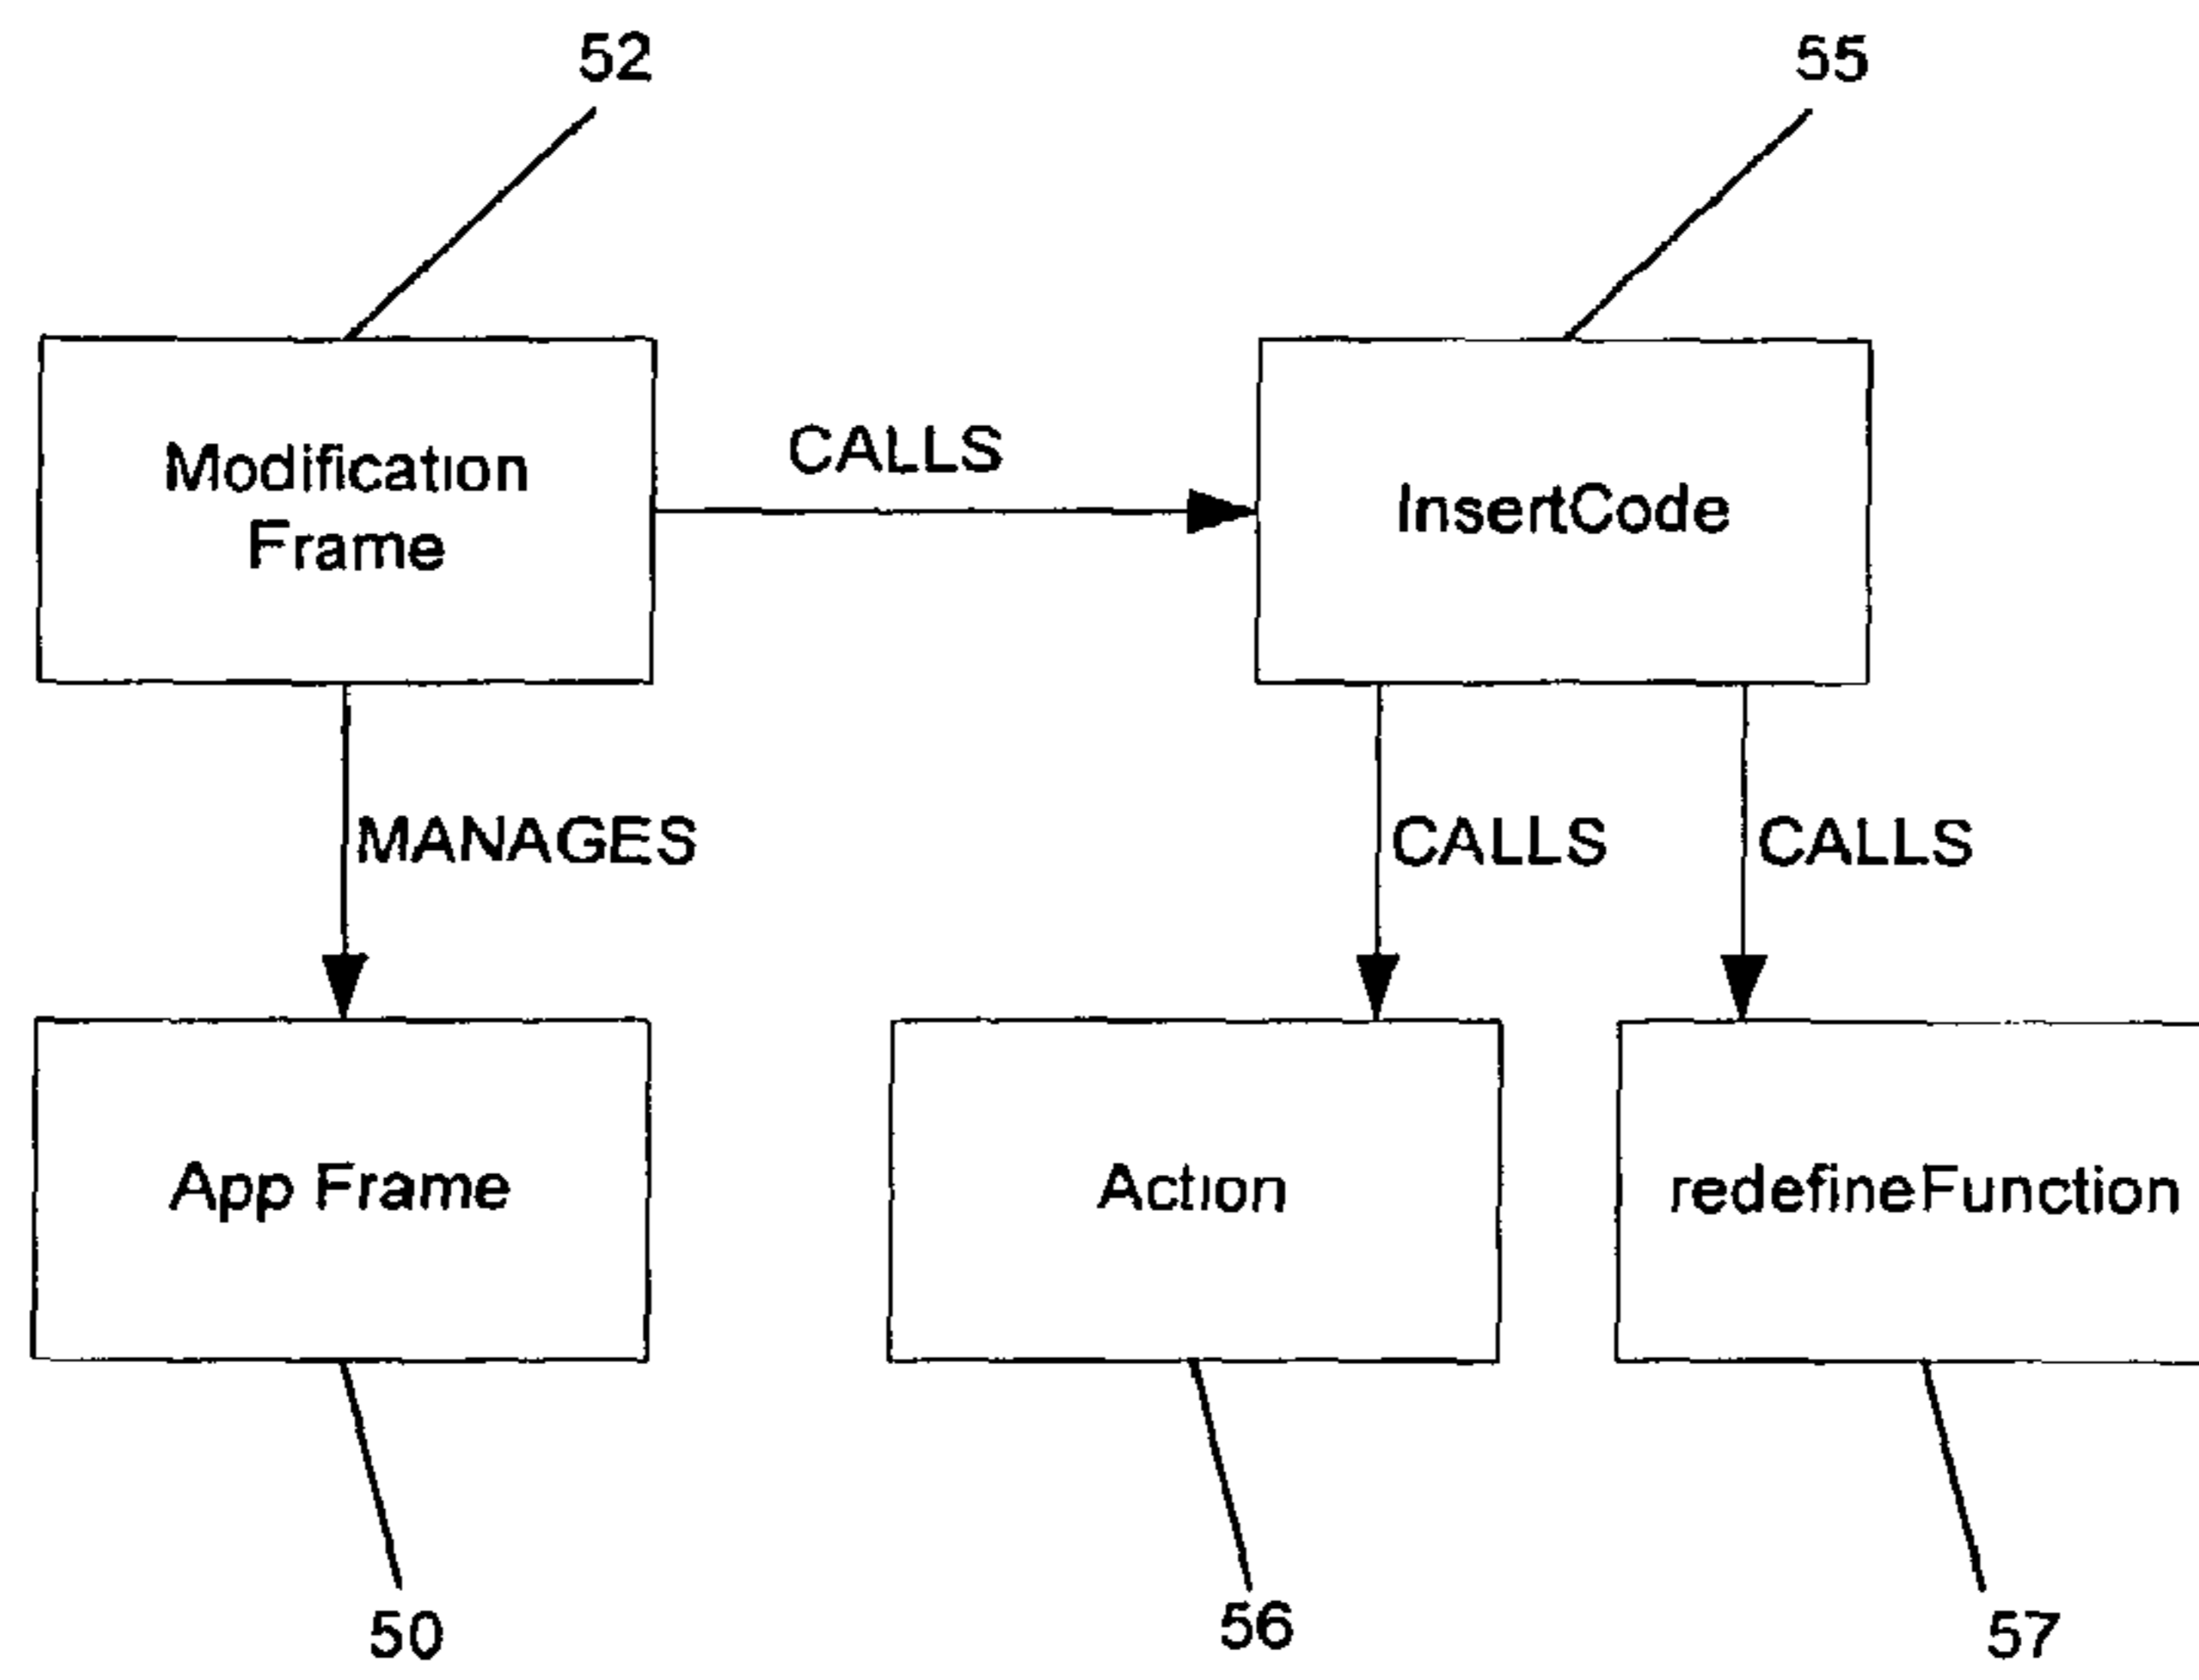 52
55
Modification
Frame
CALLS
InsertCode
MANAGES
CALLS
CALLS
App Frame
Action
redefineFunction
50
56
57